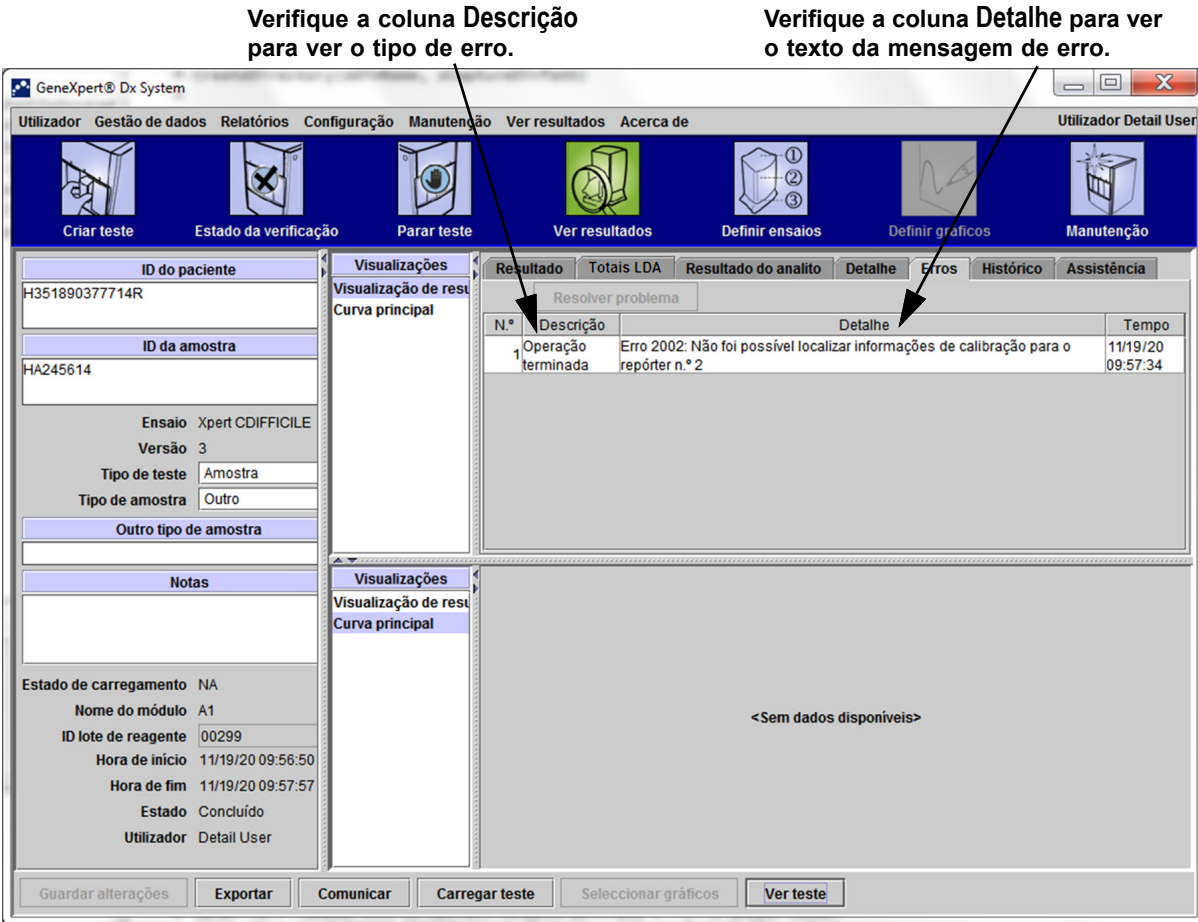 Verifique a coluna Descrição
para ver o tipo de erro.
Verifique a coluna Detalhe para ver
o texto da mensagem de erro.
GeneXpert® Dx System
Utilizador Gestão de dados Relatórios Configuração Manutenção Ver resultados Acerca de Utilizador Detail User
Criar teste Estado da verificação Parar teste Ver resultados Definir ensaios Definir gráficos Manutenção
ID do paciente
H351890377714R
ID da amostra
HA245614
Ensaio Xpert CDIFFICILE
Versão 3
Tipo de teste Amostra
Tipo de amostra Outro
Outro tipo de amostra
Notas
Estado de carregamento NA
Nome do módulo A1
ID lote de reagente 00299
Hora de início 11/19/20 09:56:50
Hora de fim 11/19/20 09:57:57
Estado Concluído
Utilizador Detail User
Visualizações
Visualização de resu
Curva principal
Resultado Totais LDA Resultado do analito Detalhe Erros Histórico Assistência
Resolver problema
N.º Descrição Detalhe Tempo
1 Operação terminada Erro 2002: Não foi possível localizar informações de calibração para o repórter n.º 2 11/19/20 09:57:34
Visualizações
Visualização de resu
Curva principal
<Sem dados disponíveis>
Guardar alterações Exportar Comunicar Carregar teste Seleccionar gráficos Ver teste